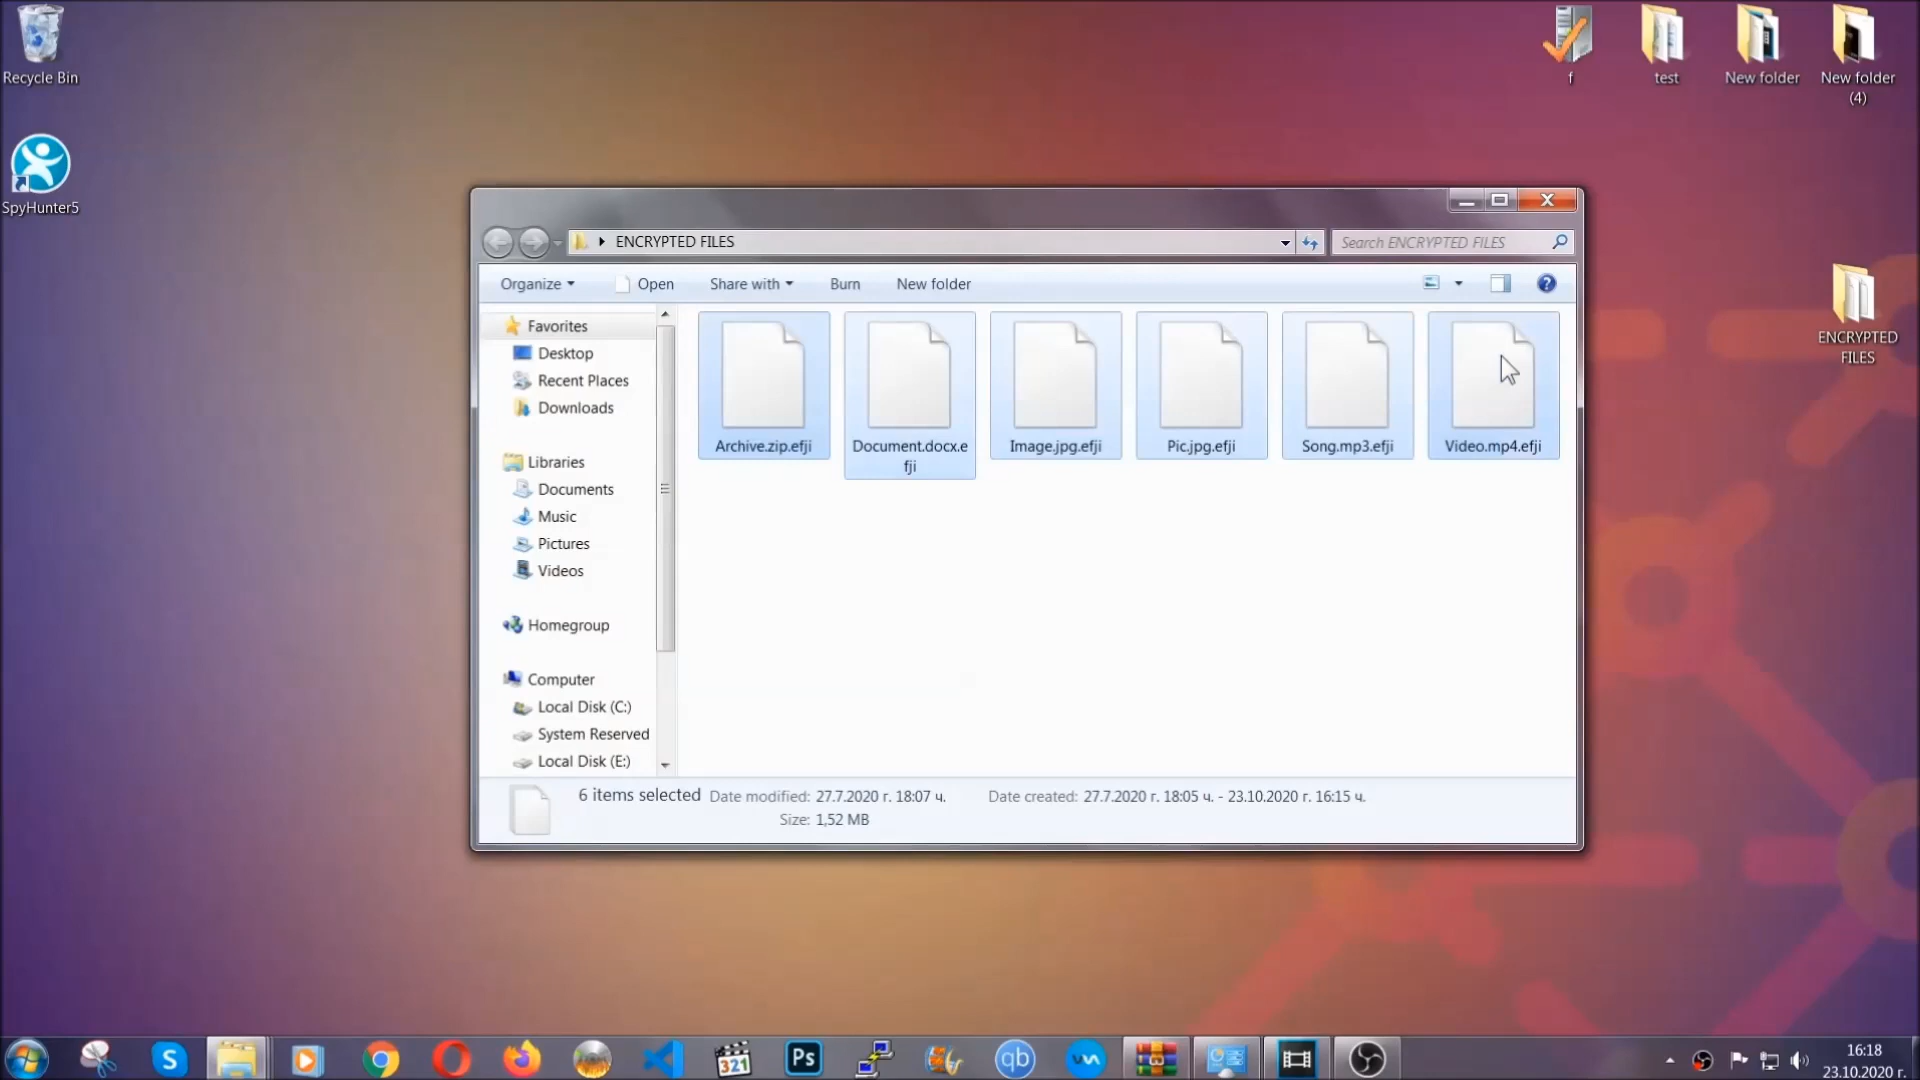 Recycle Bin
f
test
New folder
New folder
(4)
SpyHunter5
ENCRYPTED FILES
Search ENCRYPTED FILES
Organize
Open
Share with
Burn
New folder
Favorites
Desktop
Recent Places
Downloads
Libraries
Documents
Music
Pictures
Videos
Homegroup
Computer
Local Disk (C:)
System Reserved
Local Disk (E:)
Archive.zip.efji
Document.docx.e
fji
Image.jpg.efji
Pic.jpg.efji
Song.mp3.efji
Video.mp4.efji
ENCRYPTED
FILES
6 items selected
Date modified: 27.7.2020 г. 18:07 ч.
Date created: 27.7.2020 г. 18:05 ч. - 23.10.2020 г. 16:15 ч.
Size: 1,52 MB
S
321
Ps
qb
16:18
23.10.2020 г.